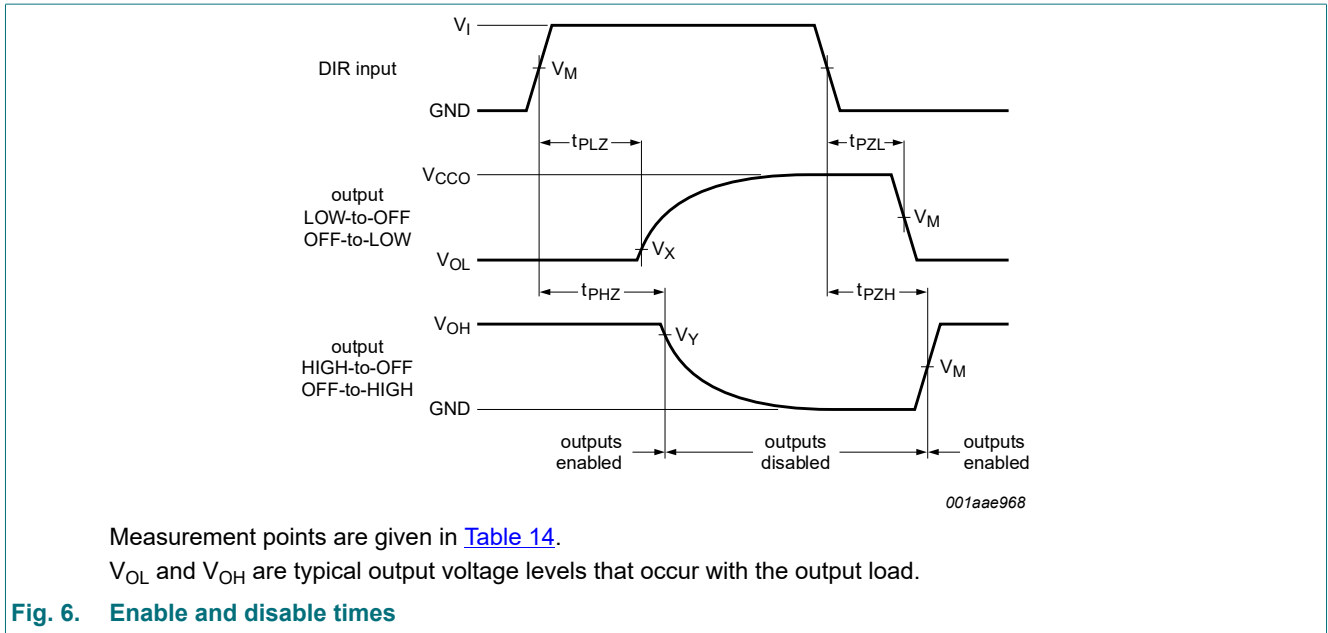 V_I
DIR input
V_M
GND
t_PLZ
t_PZL
V_CCO
output
LOW-to-OFF
OFF-to-LOW
V_M
V_X
V_OL
t_PHZ
t_PZH
V_OH
V_Y
output
HIGH-to-OFF
OFF-to-HIGH
V_M
GND
outputs
enabled
outputs
disabled
outputs
enabled
001aae968
Measurement points are given in Table 14.
V_OL and V_OH are typical output voltage levels that occur with the output load.
Fig. 6. Enable and disable times